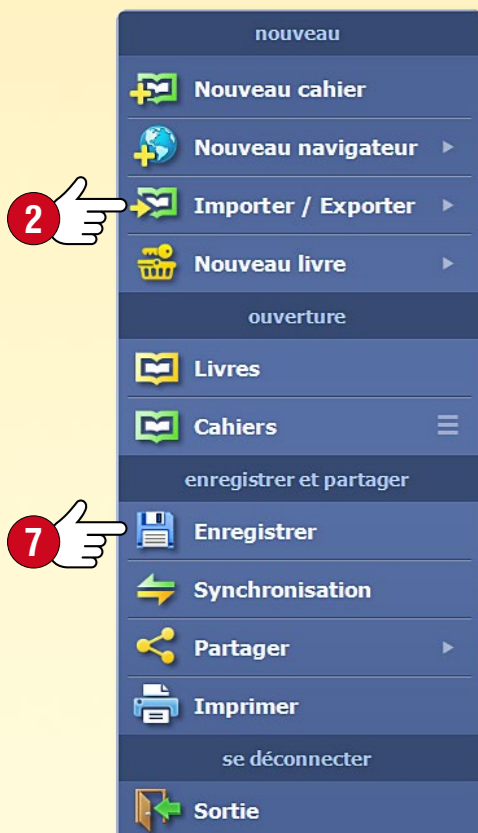 nouveau
Nouveau cahier
Nouveau navigateur
2
Importer / Exporter
Nouveau livre
ouverture
Livres
Cahiers
enregistrer et partager
7
Enregistrer
Synchronisation
Partager
Imprimer
se déconnecter
Sortie